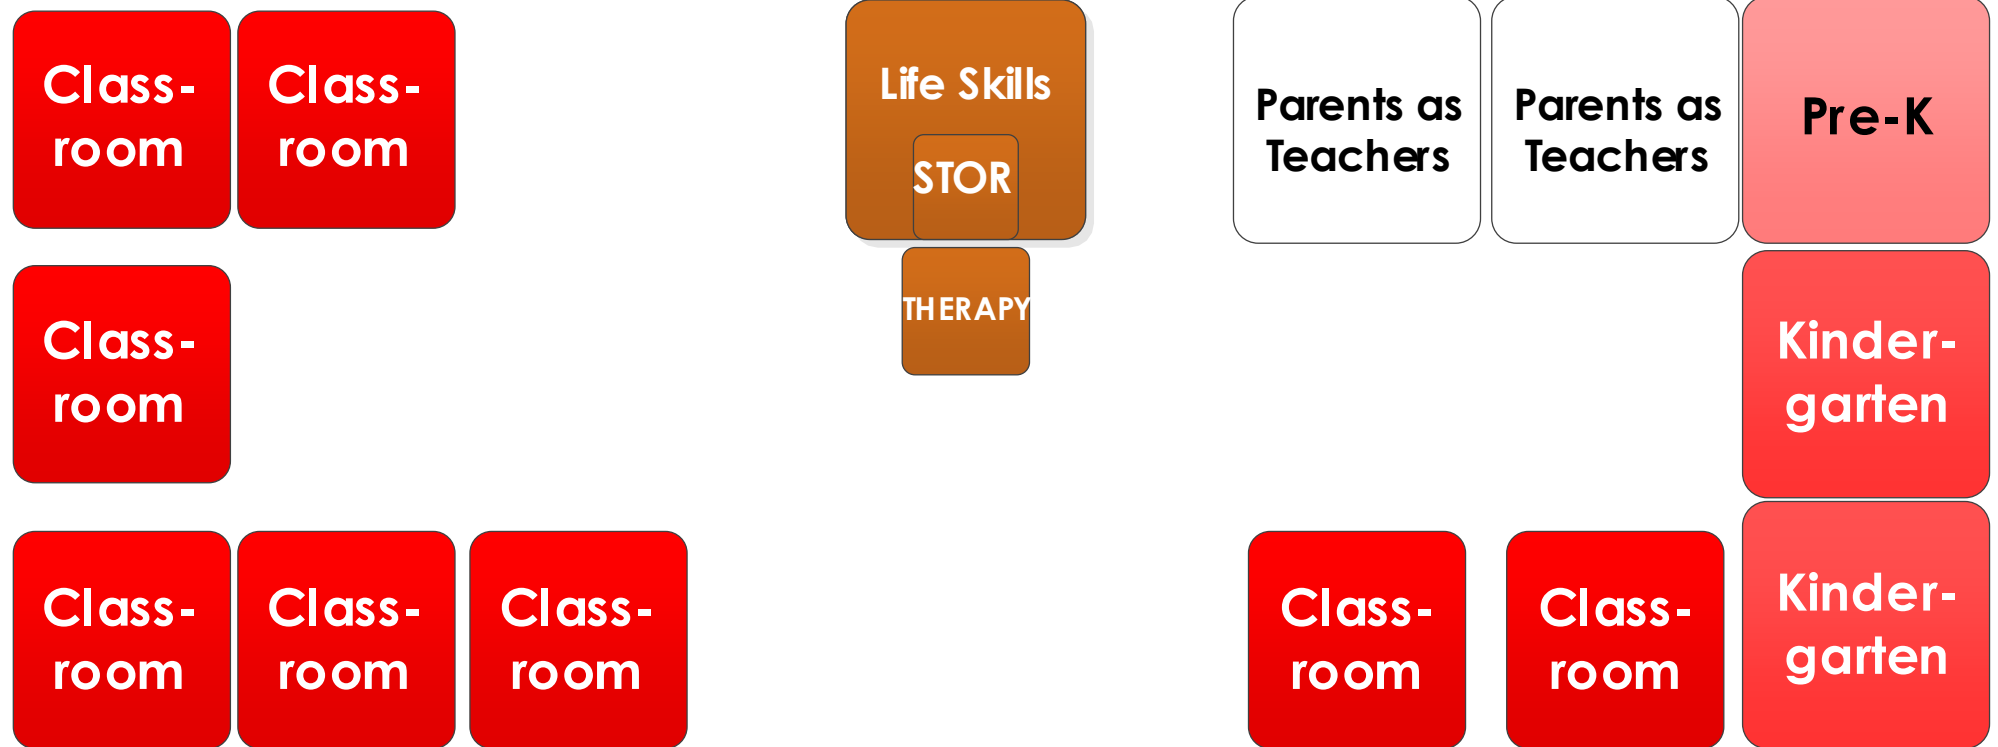 Class-
room
Class-
room
Life Skills
STOR
THERAPY
Parents as
Teachers
Parents as
Teachers
Pre-K
Class-
room
Kinder-
garten
Class-
room
Class-
room
Class-
room
Class-
room
Class-
room
Kinder-
garten